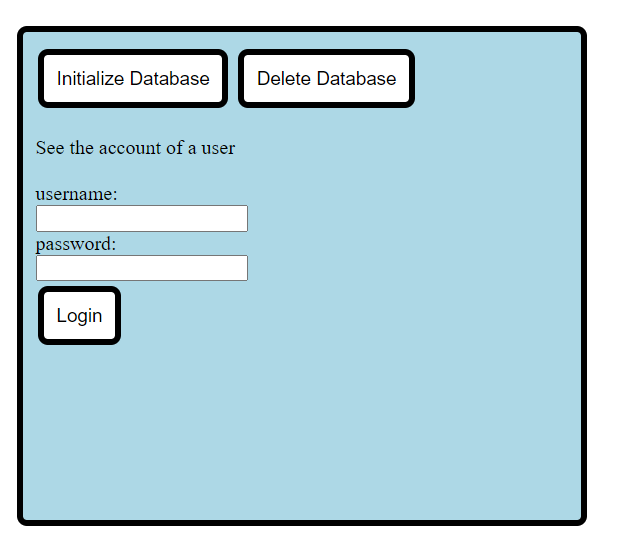 Initialize Database Delete Database
See the account of a user
username:
password:
Login